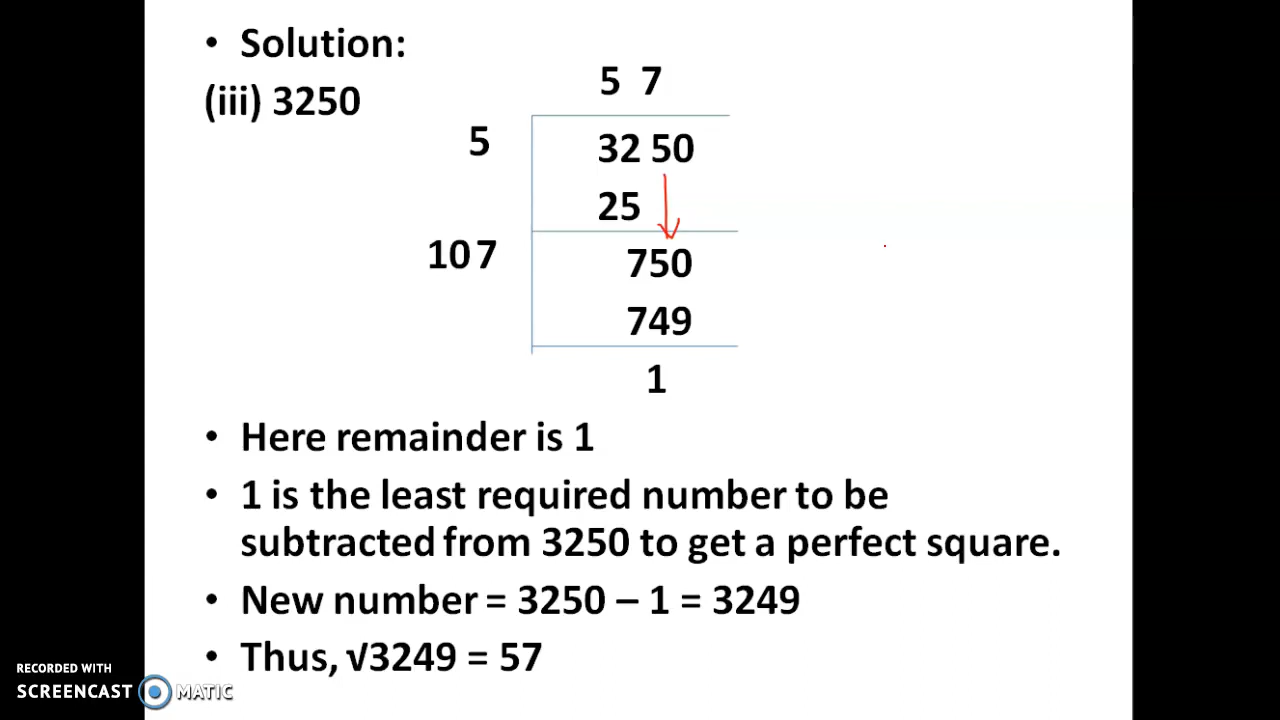 • Solution:
5 7
(iii) 3250
5 32 50
25
107 750
749
1
• Here remainder is 1
• 1 is the least required number to be
subtracted from 3250 to get a perfect square.
• New number = 3250 – 1 = 3249
• Thus, √3249 = 57
RECORDED WITH
SCREENCAST MATIC